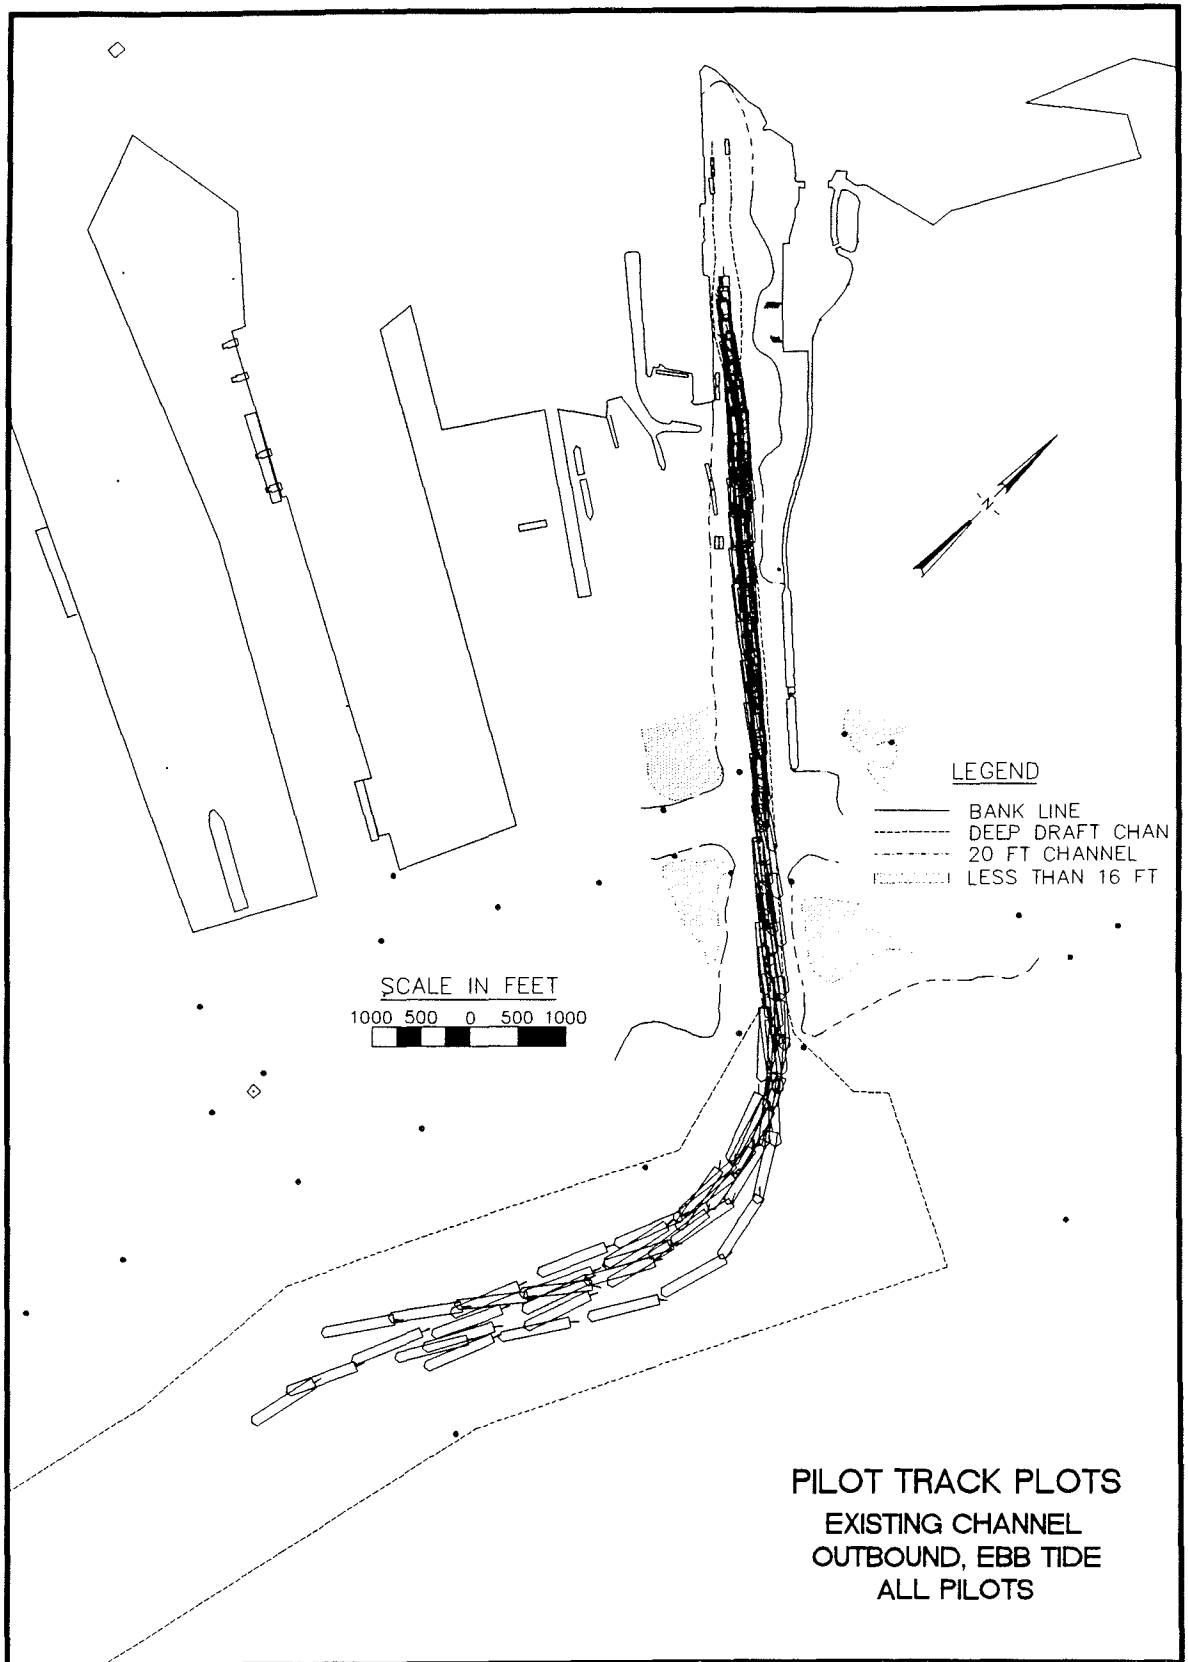 N
LEGEND
BANK LINE
DEEP DRAFT CHAN
20 FT CHANNEL
LESS THAN 16 FT
SCALE IN FEET
1000 500 0 500 1000
PILOT TRACK PLOTS
EXISTING CHANNEL
OUTBOUND, EBB TIDE
ALL PILOTS